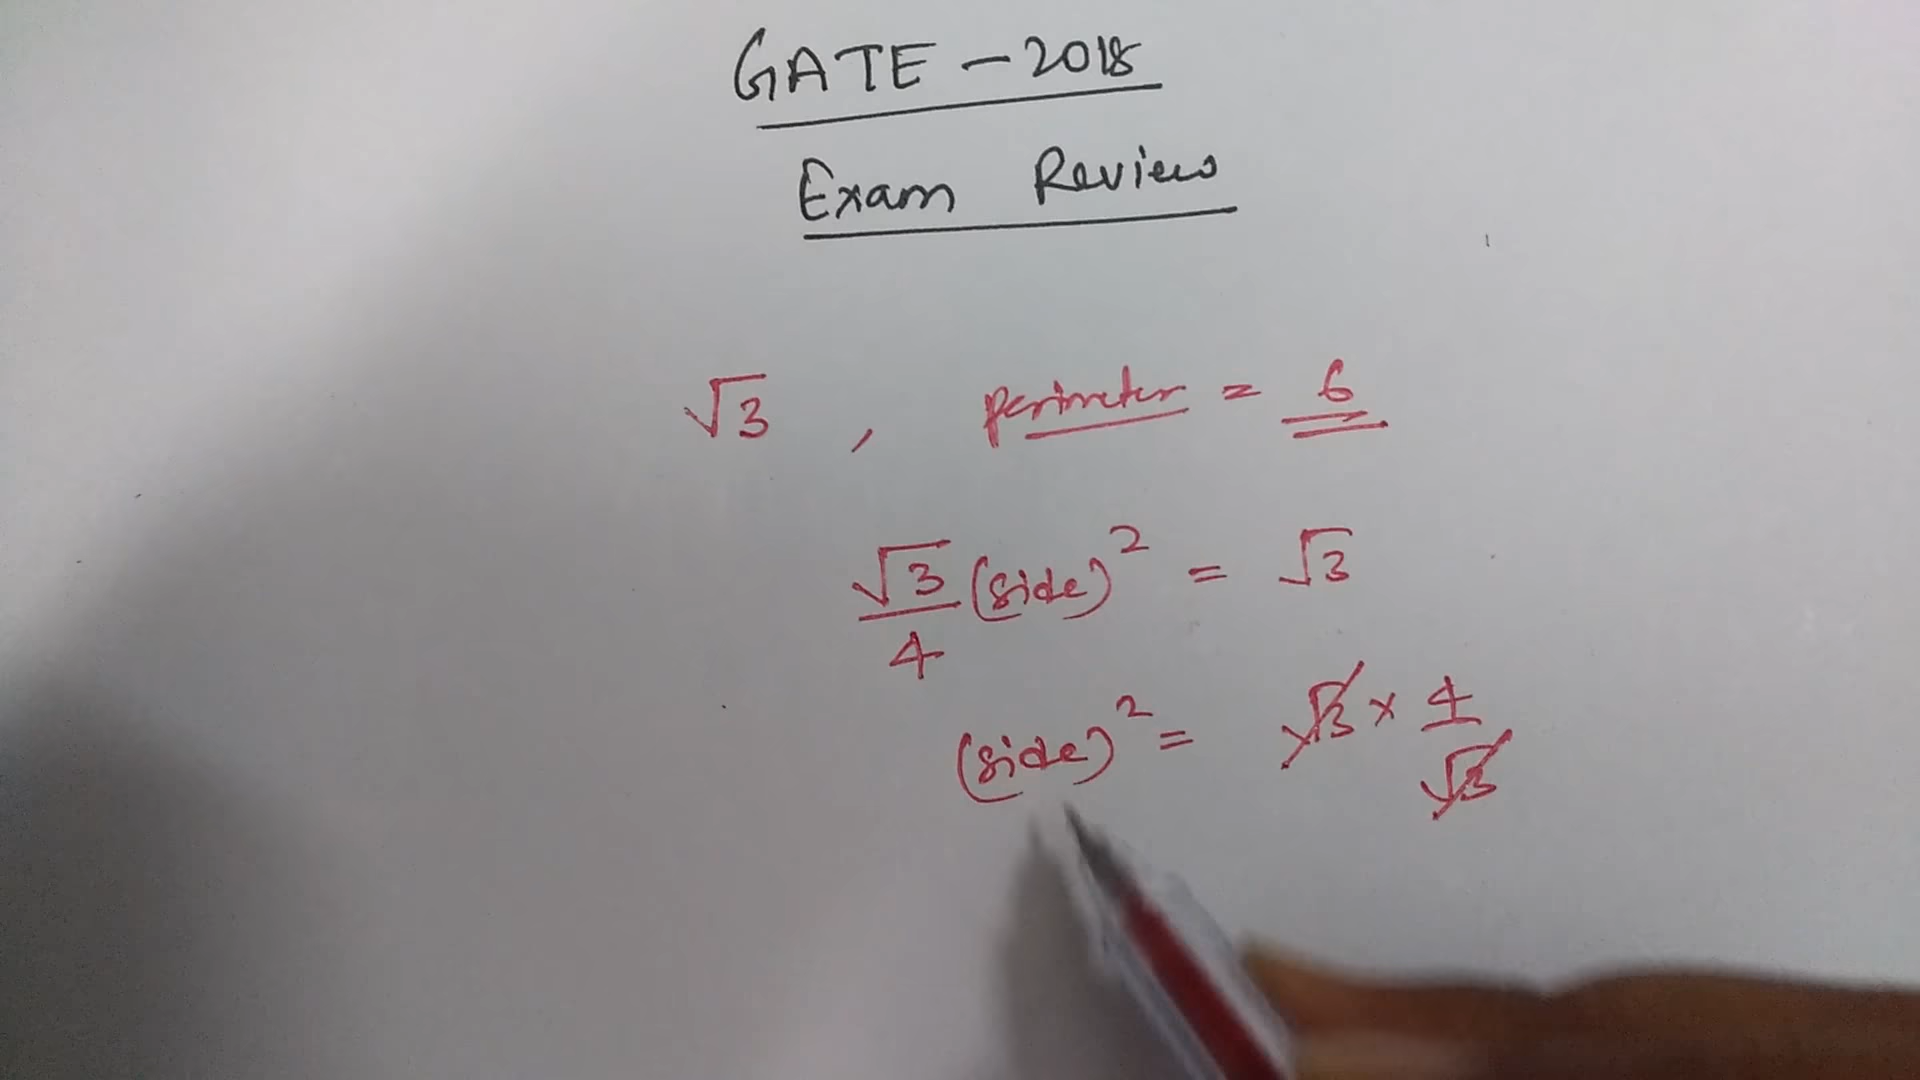 GATE - 2018
Exam Review
√3 , perimeter = 6
√3/4 (side)² = √3
(side)² = √3 × 4/√3